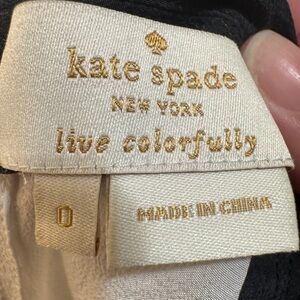 kate spade
NEW YORK
live colorfully
0
MADE IN CHINA